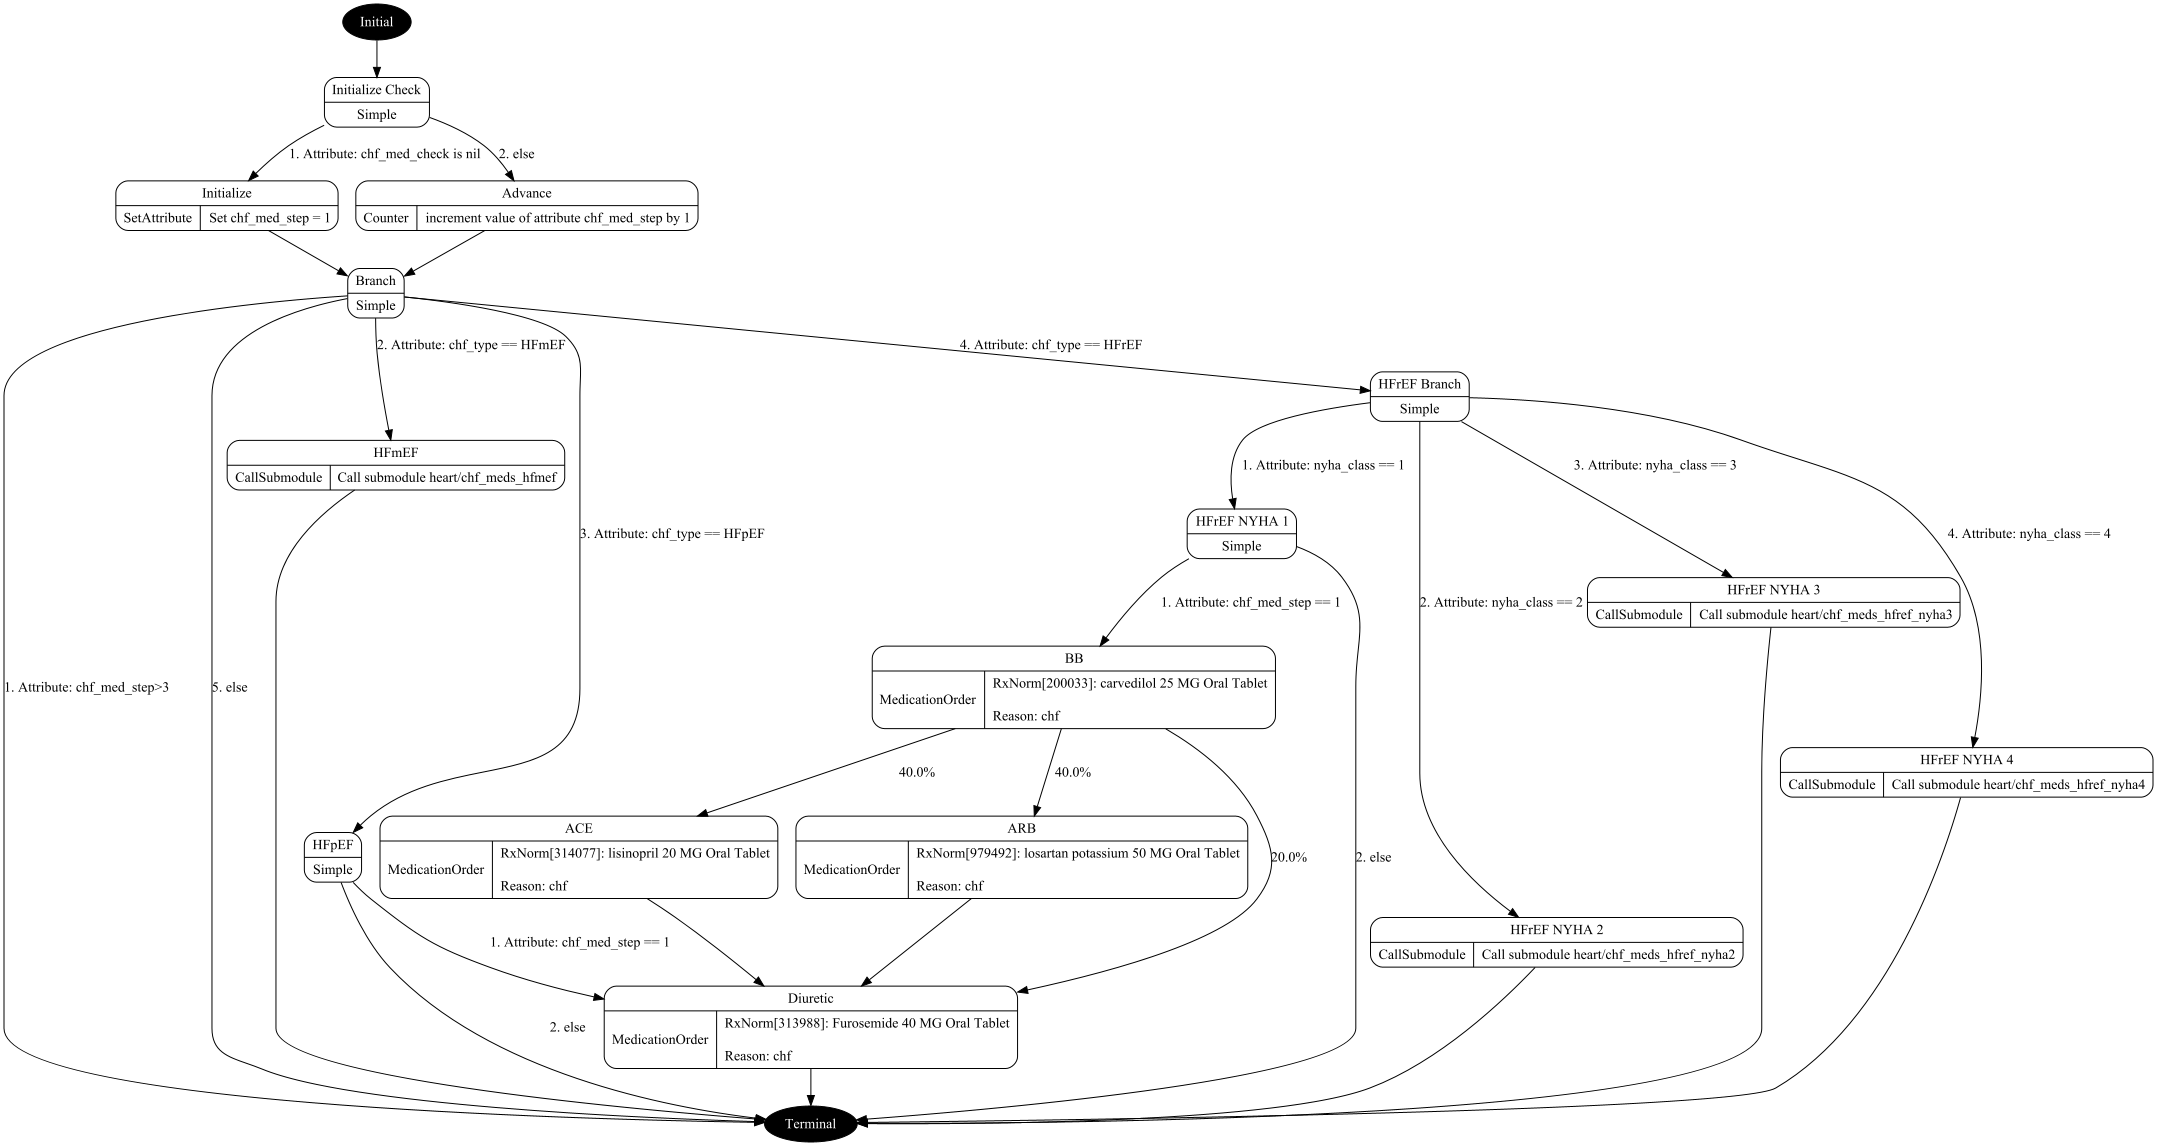 Initial
Initialize Check
Simple
1. Attribute: chf_med_check is nil
2. else
Initialize
SetAttribute
Set chf_med_step = 1
Advance
Counter
increment value of attribute chf_med_step by 1
Branch
Simple
2. Attribute: chf_type == HFmEF
4. Attribute: chf_type == HFrEF
HFrEF Branch
Simple
HFmEF
CallSubmodule
Call submodule heart/chf_meds_hfmef
1. Attribute: nyha_class == 1
3. Attribute: nyha_class == 3
3. Attribute: chf_type == HFpEF
HFrEF NYHA 1
Simple
4. Attribute: nyha_class == 4
1. Attribute: chf_med_step == 1
2. Attribute: nyha_class == 2
HFrEF NYHA 3
CallSubmodule
Call submodule heart/chf_meds_hfref_nyha3
1. Attribute: chf_med_step>3
5. else
BB
MedicationOrder
RxNorm[200033]: carvedilol 25 MG Oral Tablet
Reason: chf
HFrEF NYHA 4
CallSubmodule
Call submodule heart/chf_meds_hfref_nyha4
40.0%
40.0%
HFpEF
Simple
ACE
MedicationOrder
RxNorm[314077]: lisinopril 20 MG Oral Tablet
Reason: chf
ARB
MedicationOrder
RxNorm[979492]: losartan potassium 50 MG Oral Tablet
Reason: chf
20.0%
2. else
1. Attribute: chf_med_step == 1
HFrEF NYHA 2
CallSubmodule
Call submodule heart/chf_meds_hfref_nyha2
2. else
Diuretic
MedicationOrder
RxNorm[313988]: Furosemide 40 MG Oral Tablet
Reason: chf
Terminal